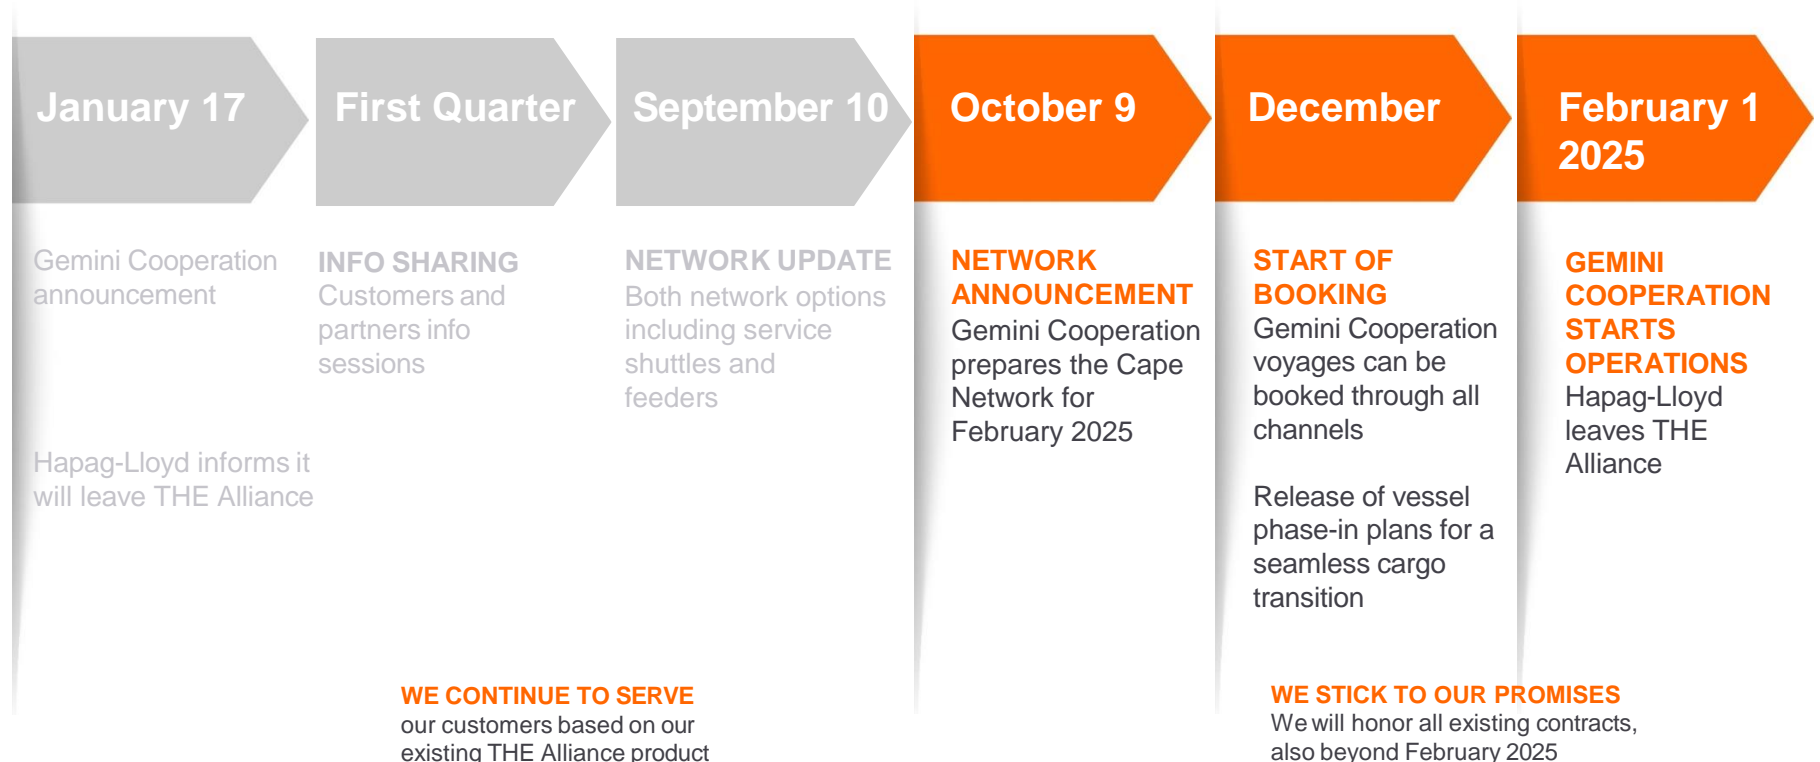 January 17
Gemini Cooperation
announcement
Hapag-Lloyd informs it
will leave THE Alliance
First Quarter
INFO SHARING
Customers and
partners info
sessions
September 10
NETWORK UPDATE
Both network options
including service
shuttles and
feeders
October 9
NETWORK
ANNOUNCEMENT
Gemini Cooperation
prepares the Cape
Network for
February 2025
December
START OF
BOOKING
Gemini Cooperation
voyages can be
booked through all
channels
Release of vessel
phase-in plans for a
seamless cargo
transition
February 1
2025
GEMINI
COOPERATION
STARTS
OPERATIONS
Hapag-Lloyd
leaves THE
Alliance
WE CONTINUE TO SERVE
our customers based on our
existing THE Alliance product
WE STICK TO OUR PROMISES
We will honor all existing contracts,
also beyond February 2025